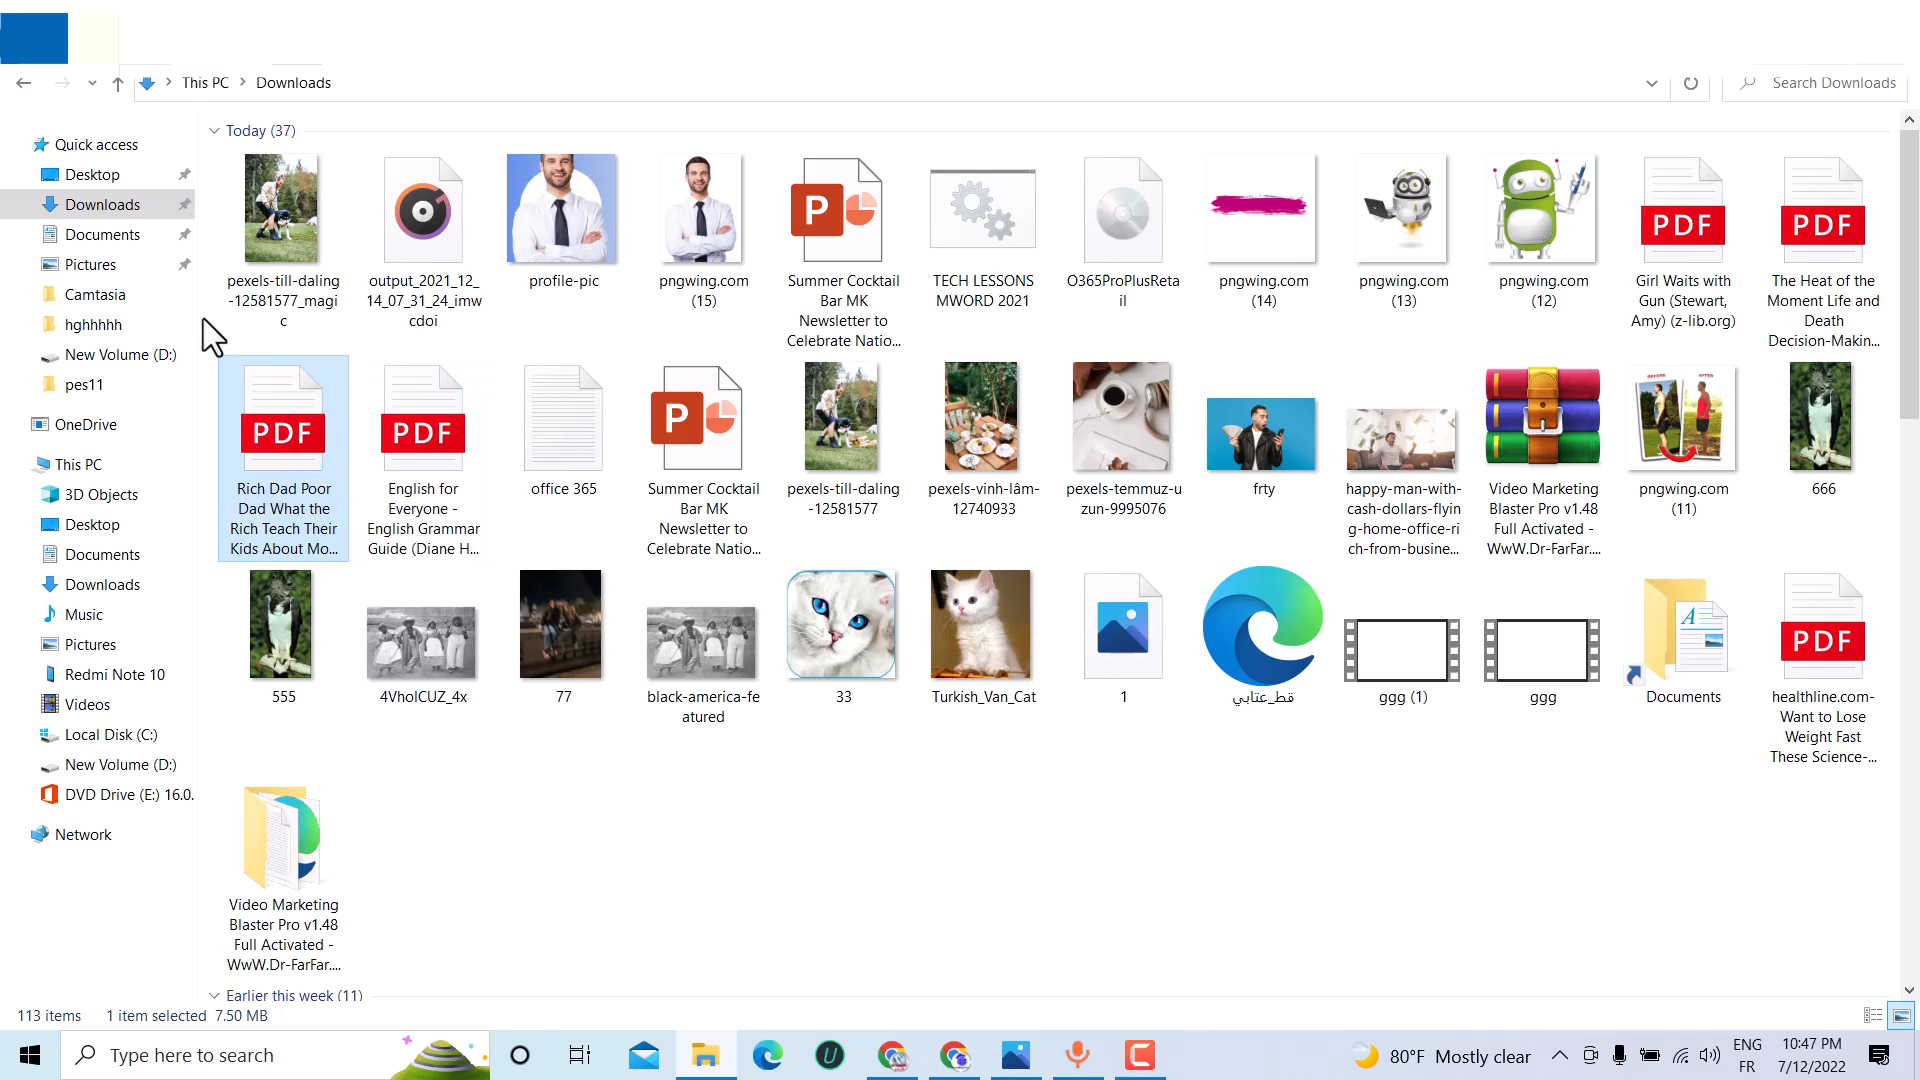 This PC
Downloads
Search Downloads
Quick access
Desktop
Downloads
Documents
Pictures
Camtasia
hghhhhh
New Volume (D:)
pes11
OneDrive
This PC
3D Objects
Desktop
Documents
Downloads
Music
Pictures
Redmi Note 10
Videos
Local Disk (C:)
New Volume (D:)
DVD Drive (E:) 16.0.
Network
Today (37)
pexels-till-daling
-12581577_magi
c
output_2021_12_
14_07_31_24_imw
cdoi
profile-pic
pngwing.com
(15)
P
Summer Cocktail
Bar MK
Newsletter to
Celebrate Natio...
TECH LESSONS
MWORD 2021
O365ProPlusReta
il
pngwing.com
(14)
pngwing.com
(13)
pngwing.com
(12)
PDF
Girl Waits with
Gun (Stewart,
Amy) (z-lib.org)
PDF
The Heat of the
Moment Life and
Death
Decision-Makin...
PDF
Rich Dad Poor
Dad What the
Rich Teach Their
Kids About Mo...
PDF
English for
Everyone -
English Grammar
Guide (Diane H...
office 365
P
Summer Cocktail
Bar MK
Newsletter to
Celebrate Natio...
pexels-till-daling
-12581577
pexels-vinh-lâm-
12740933
pexels-temmuz-u
zun-9995076
frty
happy-man-with-
cash-dollars-flyin
g-home-office-ri
ch-from-busine...
Video Marketing
Blaster Pro v1.48
Full Activated -
WwW.Dr-FarFar....
BEFORE
AFTER
pngwing.com
(11)
666
555
4VholCUZ_4x
77
black-america-fe
atured
33
Turkish_Van_Cat
1
قط_عتابي
ggg (1)
ggg
A
Documents
PDF
healthline.com-
Want to Lose
Weight Fast
These Science-...
Video Marketing
Blaster Pro v1.48
Full Activated -
WwW.Dr-FarFar....
Earlier this week (11)
113 items
1 item selected 7.50 MB
Type here to search
U
80°F Mostly clear
ENG
FR
10:47 PM
7/12/2022